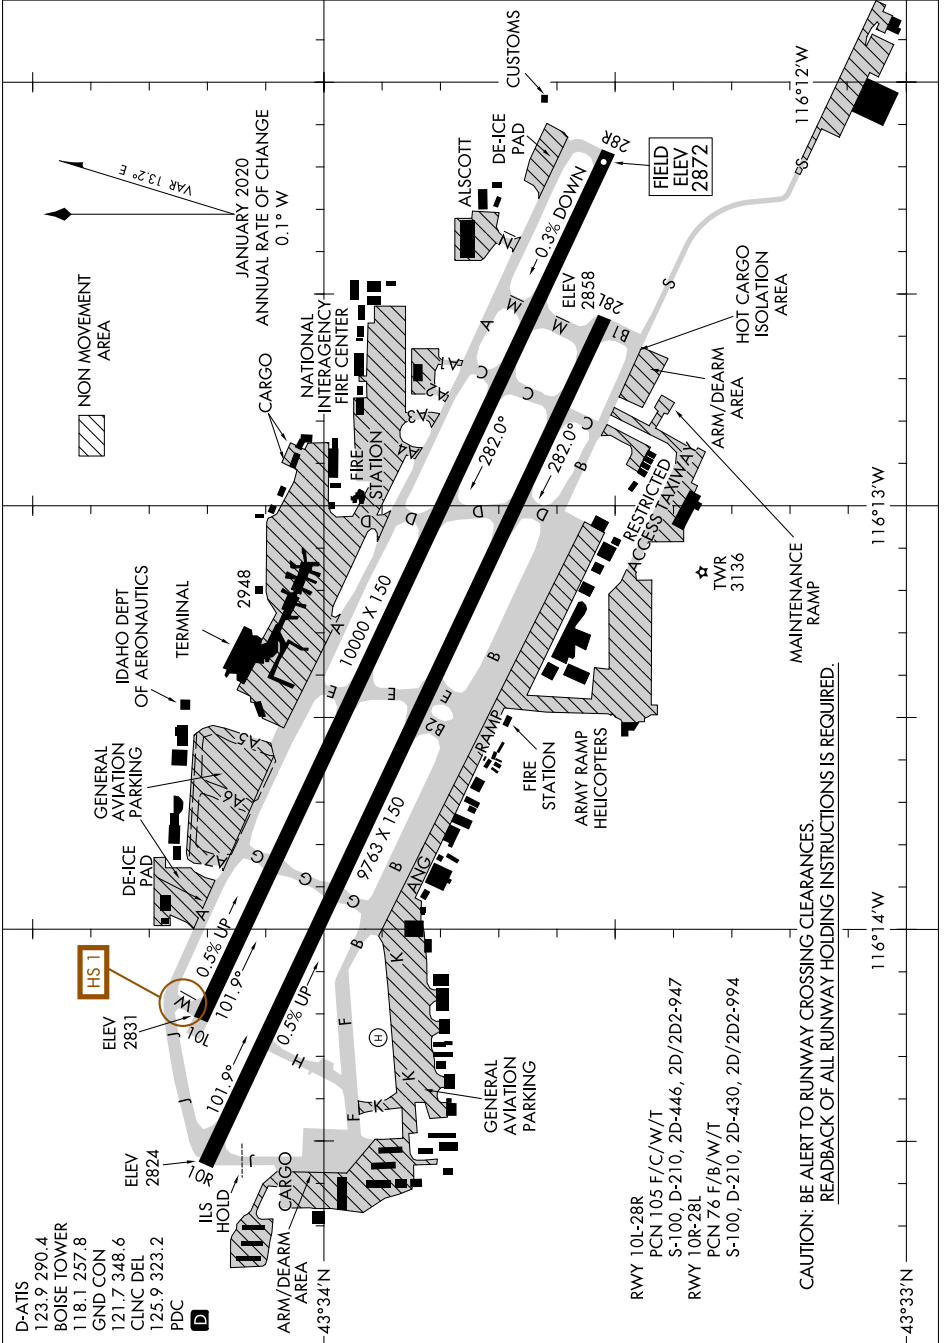 D-ATIS
123.9 290.4
BOISE TOWER
118.1 257.8
GND CON
121.7 348.6
CLNC DEL
125.9 323.2
PDC
D
NON MOVEMENT
AREA
VAR 13.2° E
JANUARY 2020
ANNUAL RATE OF CHANGE
0.1° W
HS 1
DE-ICE
PAD
GENERAL
AVIATION
PARKING
IDAHO DEPT
OF AERONAUTICS
TERMINAL
2948
CARGO
NATIONAL
INTERAGENCY
FIRE CENTER
FIRE
STATION
ALSCOTT
DE-ICE
PAD
CUSTOMS
ELEV
2831
ELEV
2824
10L
10R
W
J
J
J
A
A7
A6
A5
A
A4
A3
A2
A1
A
N
0.5% UP
101.9°
101.9°
0.5% UP
10000 X 150
9763 X 150
282.0°
282.0°
0.3% DOWN
ELEV
2858
28R
28L
FIELD
ELEV
2872
G
G
G
E
E
E
B2
D
D
D
C
C
C
M
M
B1
B
B
B
B
B
H
H
F
F
F
K
K
K
S
S
ILS
HOLD
CARGO
ARM/DEARM
AREA
GENERAL
AVIATION
PARKING
ANG
RAMP
FIRE
STATION
ARMY RAMP
HELICOPTERS
RESTRICTED
ACCESS TAXIWAY
TWR
3136
MAINTENANCE
RAMP
ARM/DEARM
AREA
HOT CARGO
ISOLATION
AREA
43°34'N
43°33'N
116°14'W
116°13'W
116°12'W
RWY 10L-28R
PCN 105 F/C/W/T
S-100, D-210, 2D-446, 2D/2D2-947
RWY 10R-28L
PCN 76 F/B/W/T
S-100, D-210, 2D-430, 2D/2D2-994
CAUTION: BE ALERT TO RUNWAY CROSSING CLEARANCES.
READBACK OF ALL RUNWAY HOLDING INSTRUCTIONS IS REQUIRED.